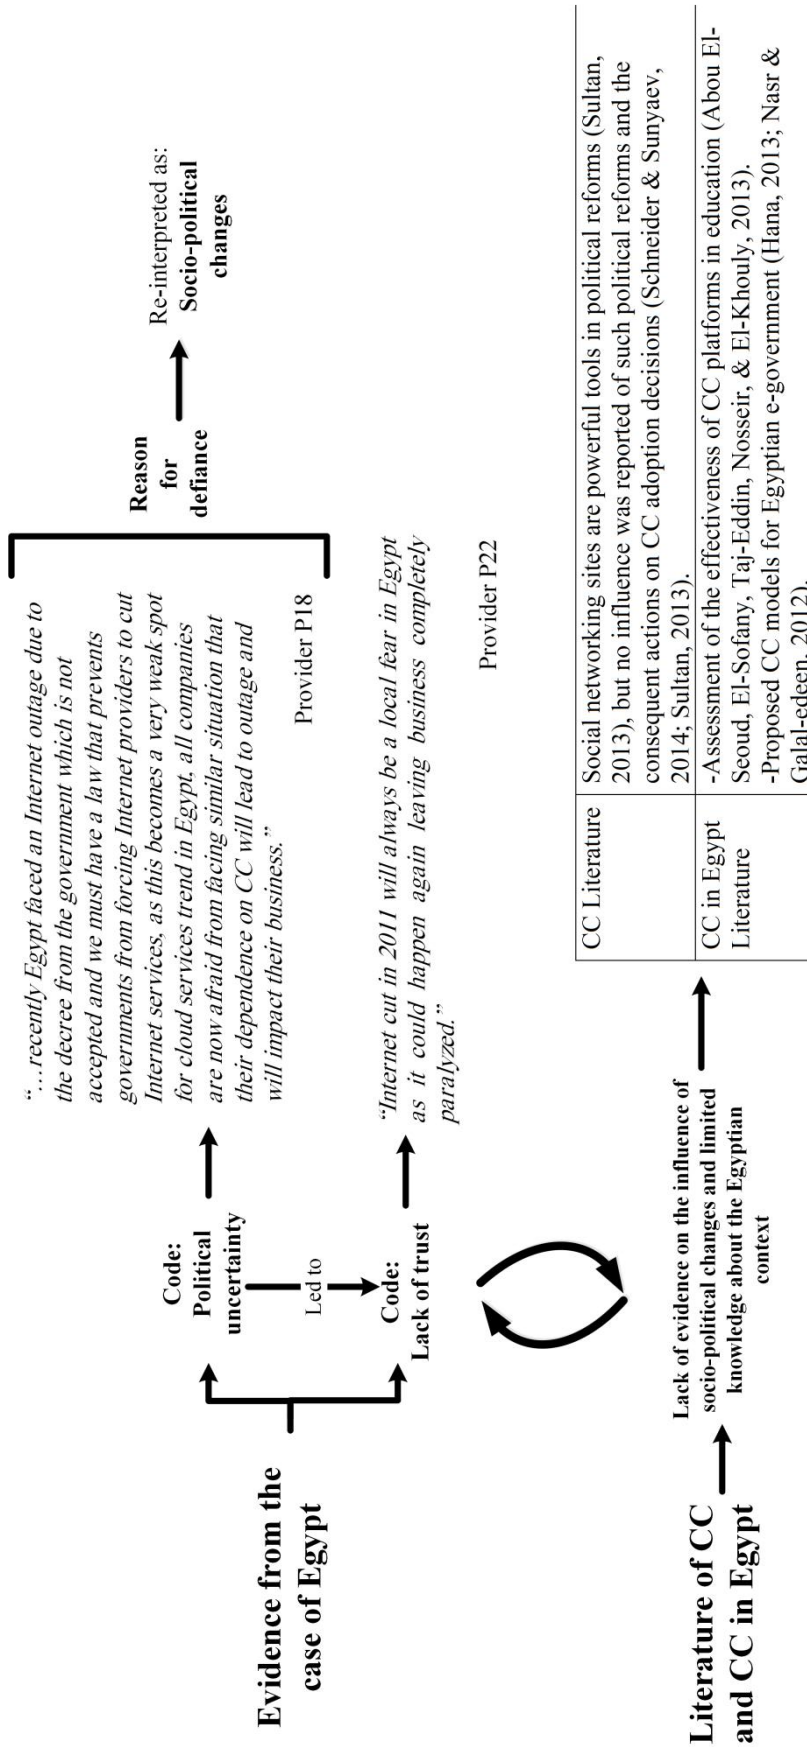 Evidence from the
case of Egypt
Code:
Political
uncertainty
Led to
Code:
Lack of trust
“…recently Egypt faced an Internet outage due to
the decree from the government which is not
accepted and we must have a law that prevents
governments from forcing Internet providers to cut
Internet services, as this becomes a very weak spot
for cloud services trend in Egypt, all companies
are now afraid from facing similar situation that
their dependence on CC will lead to outage and
will impact their business.”
Provider P18
“Internet cut in 2011 will always be a local fear in Egypt
as it could happen again leaving business completely
paralyzed.”
Provider P22
Reason
for
defiance
Re-interpreted as:
Socio-political
changes
Literature of CC
and CC in Egypt
Lack of evidence on the influence of
socio-political changes and limited
knowledge about the Egyptian
context
CC Literature
Social networking sites are powerful tools in political reforms (Sultan,
2013), but no influence was reported of such political reforms and the
consequent actions on CC adoption decisions (Schneider & Sunyaev,
2014; Sultan, 2013).
CC in Egypt
Literature
-Assessment of the effectiveness of CC platforms in education (Abou El-
Seoud, El-Sofany, Taj-Eddin, Nosseir, & El-Khouly, 2013).
-Proposed CC models for Egyptian e-government (Hana, 2013; Nasr &
Galal-edeen, 2012).